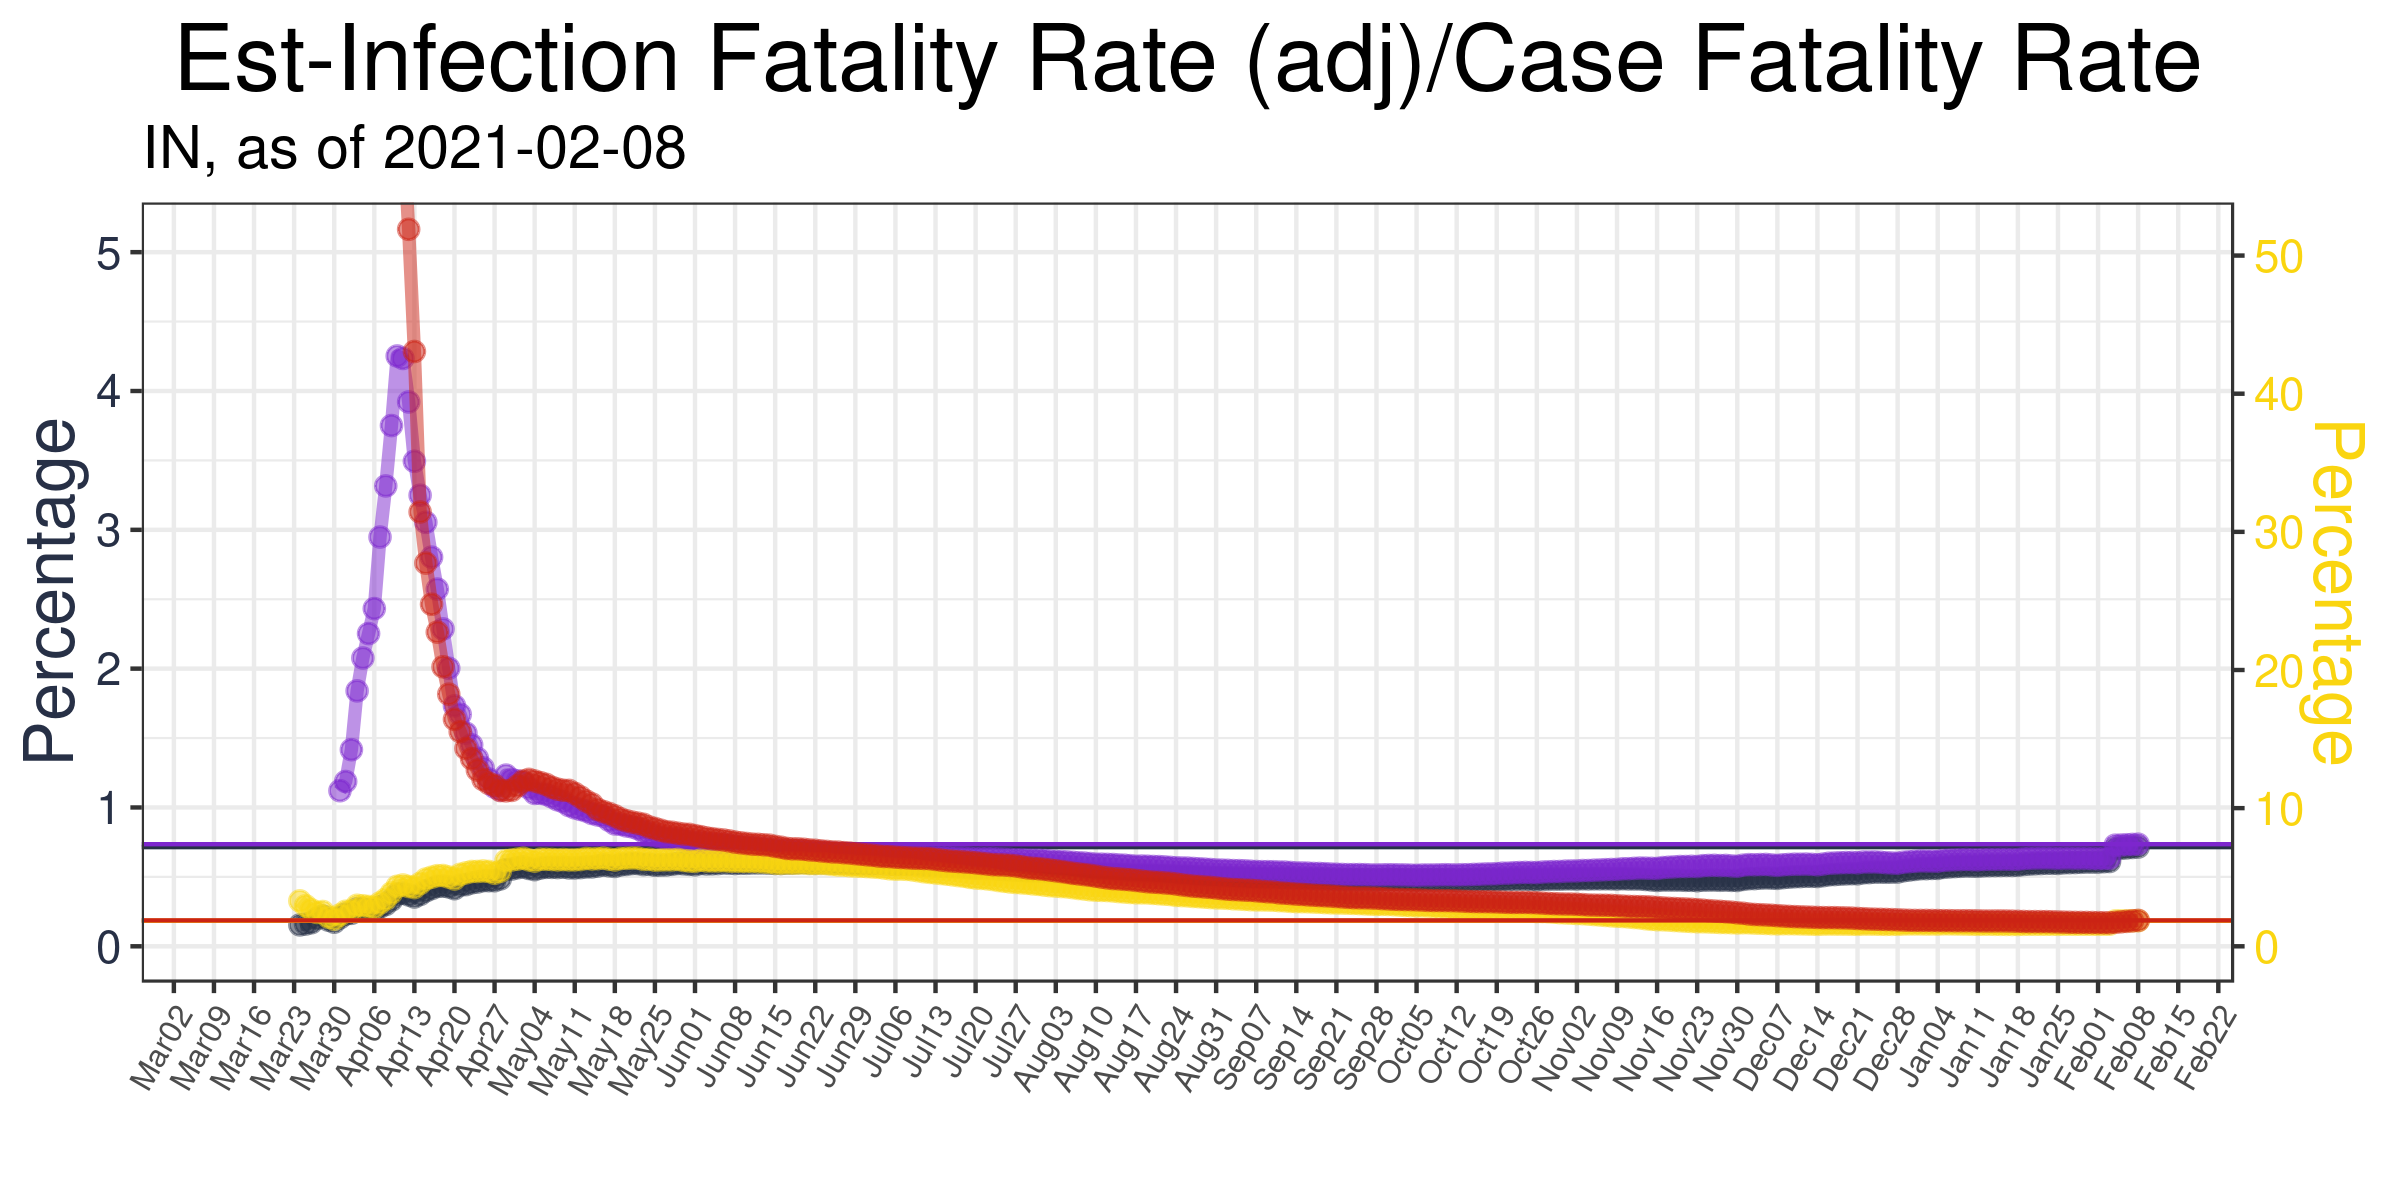 Est-Infection Fatality Rate (adj)/Case Fatality Rate
IN, as of 2021-02-08
Percentage
5
4
3
2
1
0
50
40
30
20
10
0
Percentage
Mar02
Mar09
Mar16
Mar23
Mar30
Apr06
Apr13
Apr20
Apr27
May04
May11
May18
May25
Jun01
Jun08
Jun15
Jun22
Jun29
Jul06
Jul13
Jul20
Jul27
Aug03
Aug10
Aug17
Aug24
Aug31
Sep07
Sep14
Sep21
Sep28
Oct05
Oct12
Oct19
Oct26
Nov02
Nov09
Nov16
Nov23
Nov30
Dec07
Dec14
Dec21
Dec28
Jan04
Jan11
Jan18
Jan25
Feb01
Feb08
Feb15
Feb22